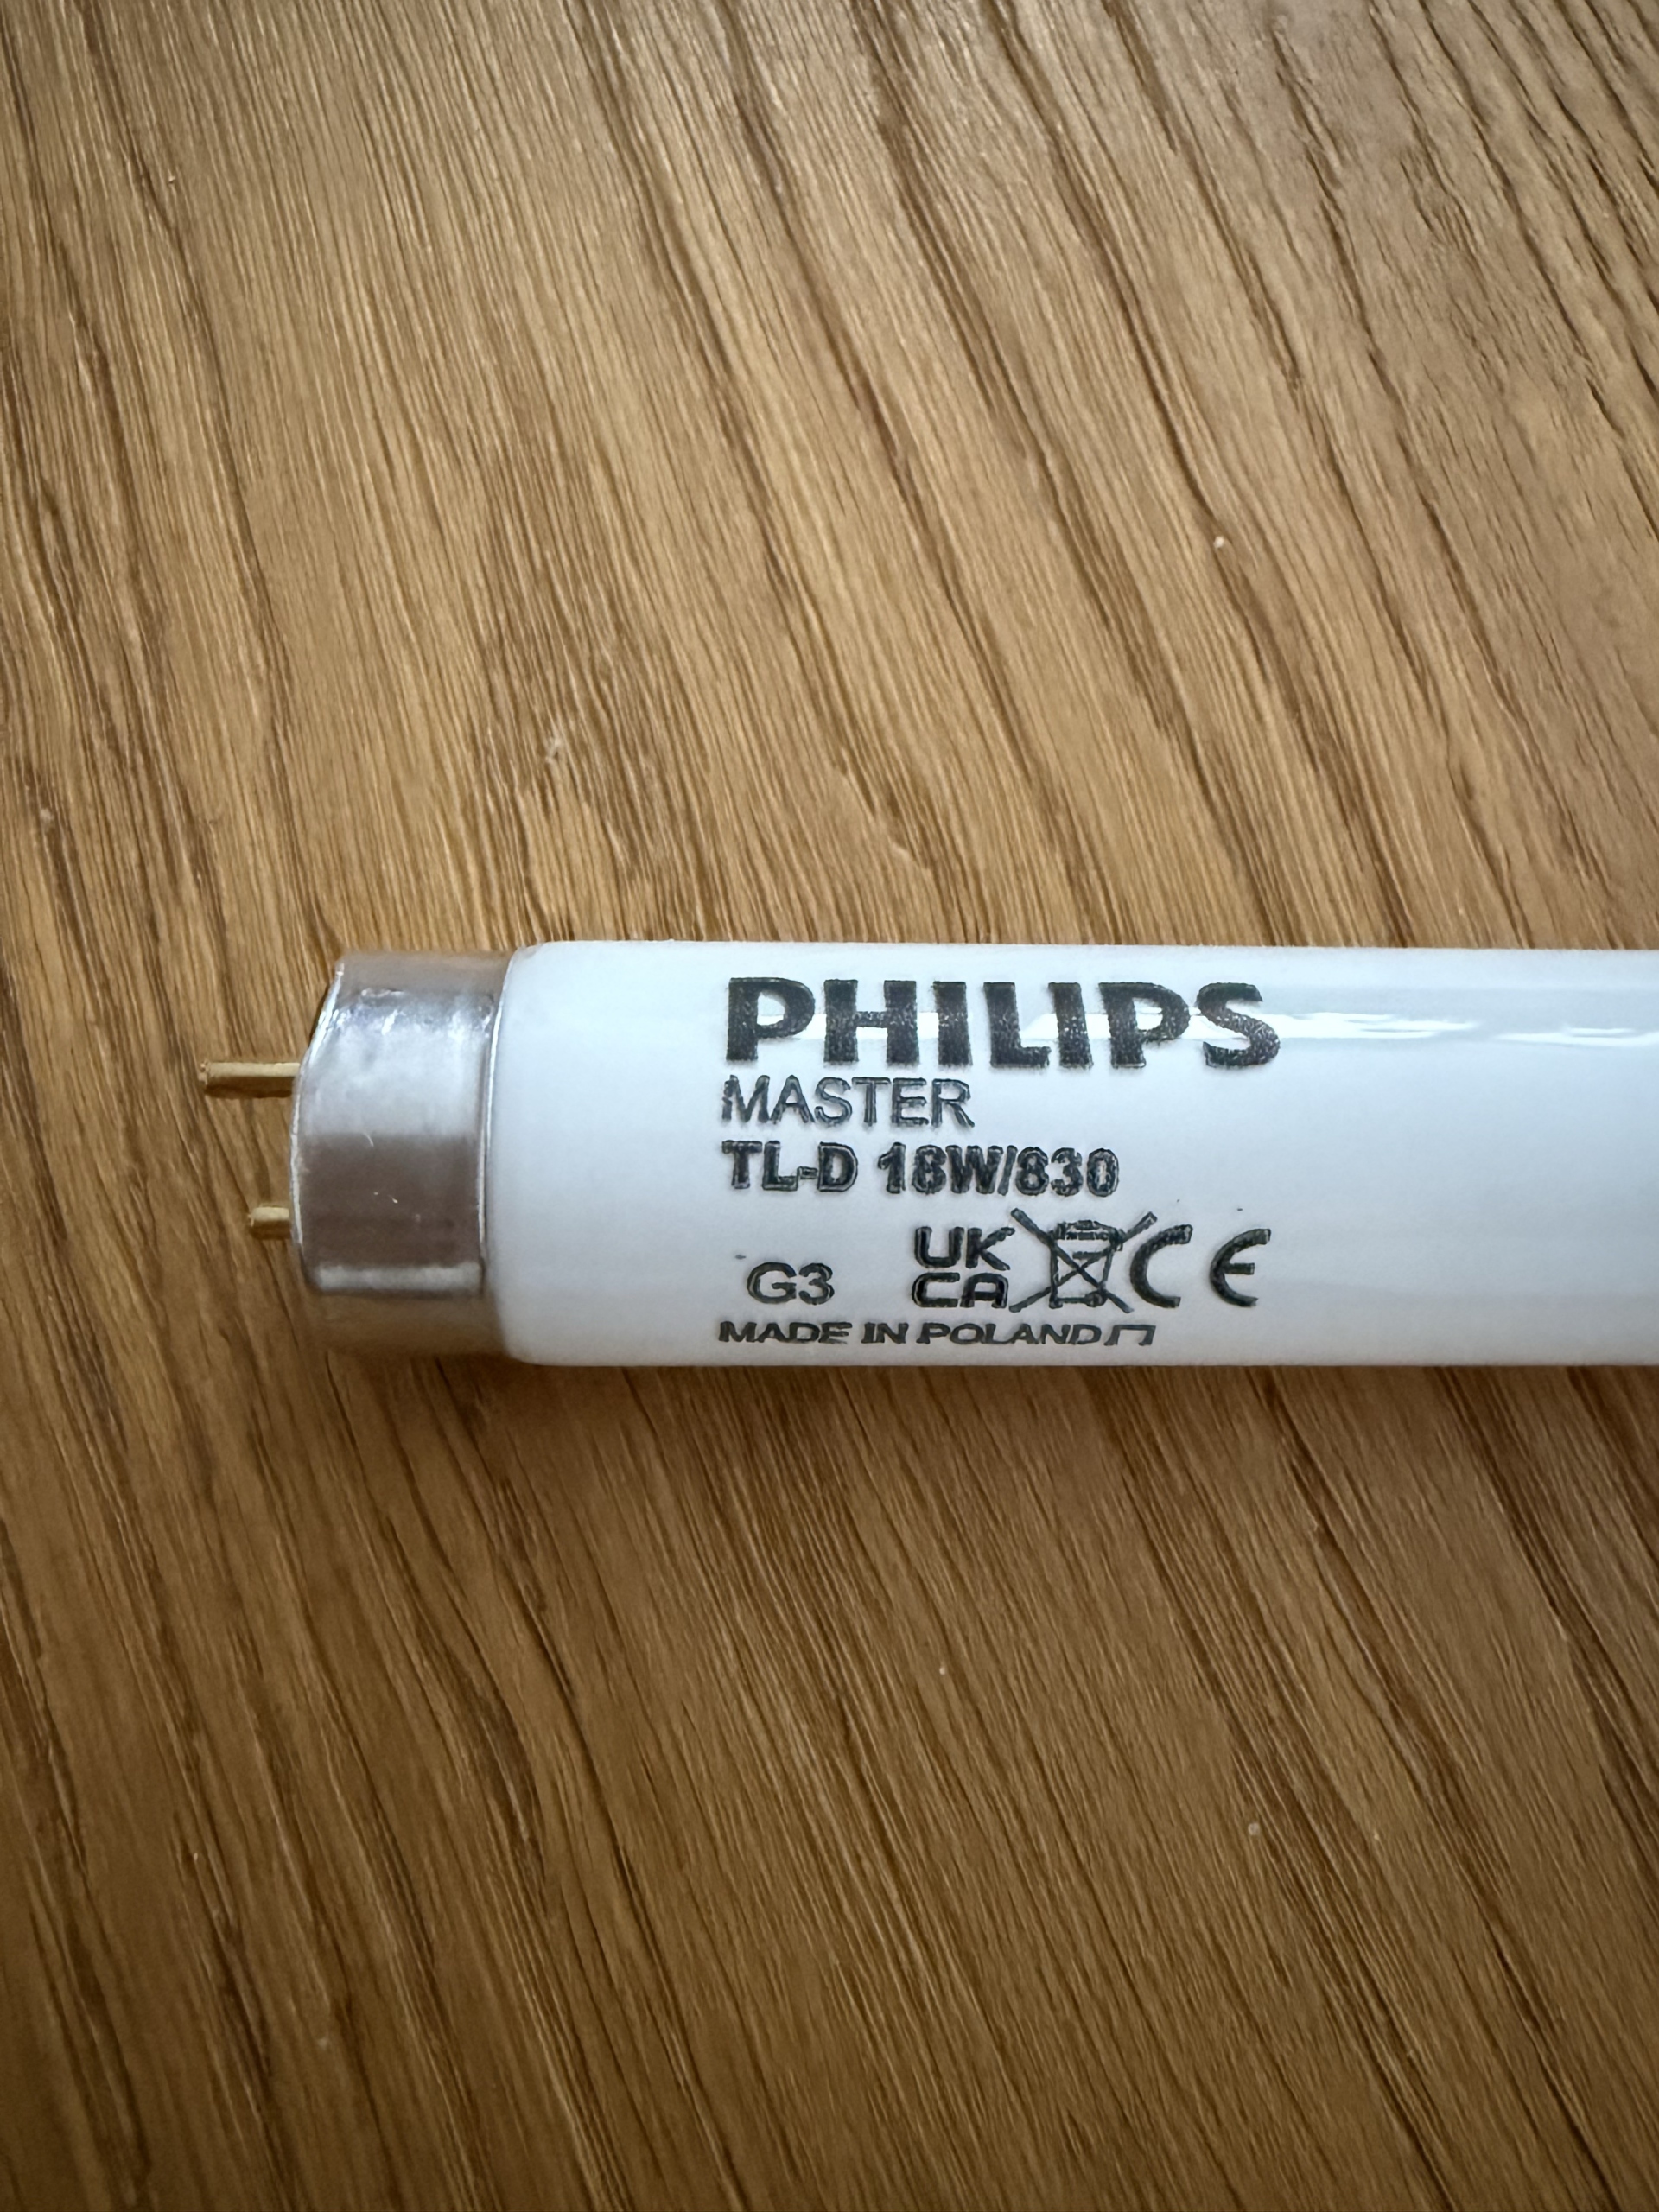 PHILIPS
MASTER
TL-D 18W/830
G3 UK CA CE
MADE IN POLAND